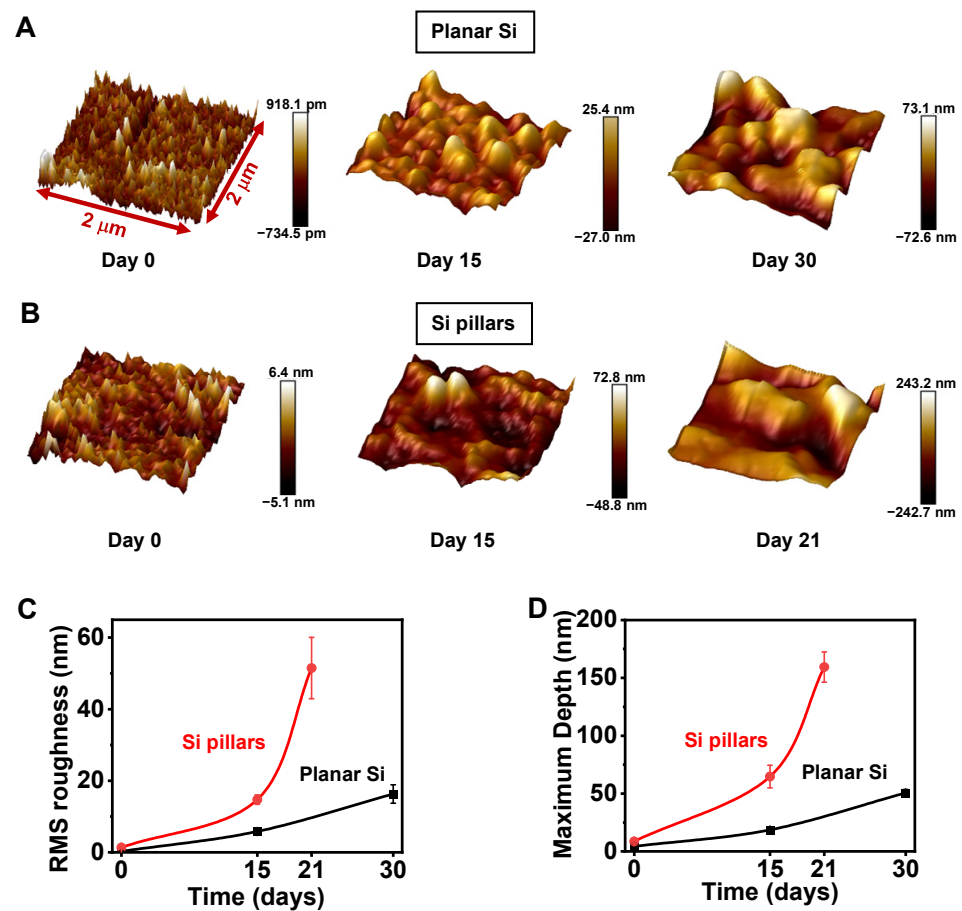 A
Planar Si
918.1 pm
−734.5 pm
2 μm
2 μm
Day 0
25.4 nm
−27.0 nm
Day 15
73.1 nm
−72.6 nm
Day 30
B
Si pillars
6.4 nm
−5.1 nm
Day 0
72.8 nm
−48.8 nm
Day 15
243.2 nm
−242.7 nm
Day 21
C
RMS roughness (nm)
60
40
20
0
Si pillars
Planar Si
0 15 21 30
Time (days)
D
Maximum Depth (nm)
200
150
100
50
0
Si pillars
Planar Si
0 15 21 30
Time (days)